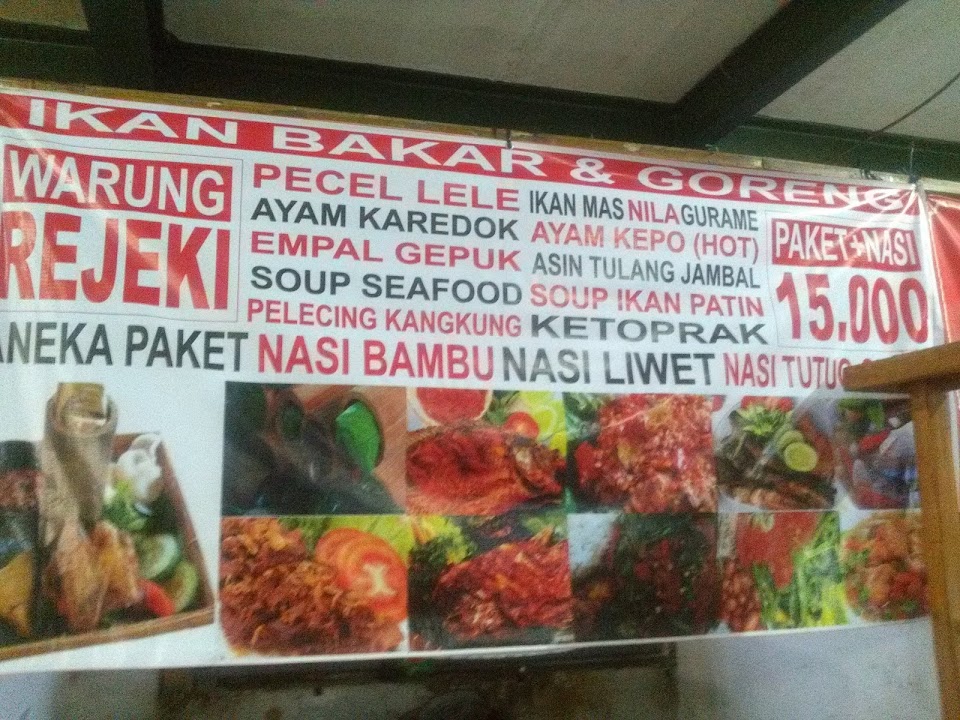 IKAN BAKAR & GORENG
WARUNG
REJEKI
PECEL LELE
AYAM KAREDOK
EMPAL GEPUK
SOUP SEAFOOD
PELECING KANGKUNG
IKAN MAS NILA GURAME
AYAM KEPO (HOT)
ASIN TULANG JAMBAL
SOUP IKAN PATIN
KETOPRAK
PAKET+NASI
15.000
ANEKA PAKET NASI BAMBU NASI LIWET NASI